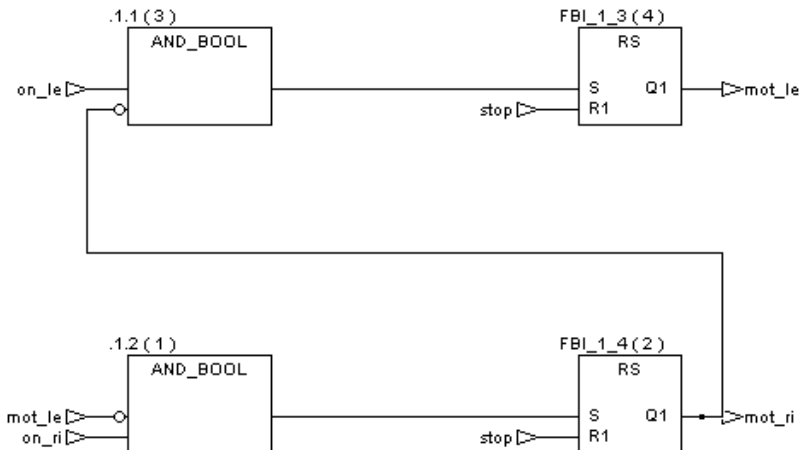 .1.1 ( 3 ) FBI_1_3 ( 4 )
AND_BOOL RS
on_le S Q1 mot_le
stop R1
.1.2 ( 1 ) FBI_1_4 ( 2 )
AND_BOOL RS
mot_le S Q1 mot_ri
on_ri stop R1